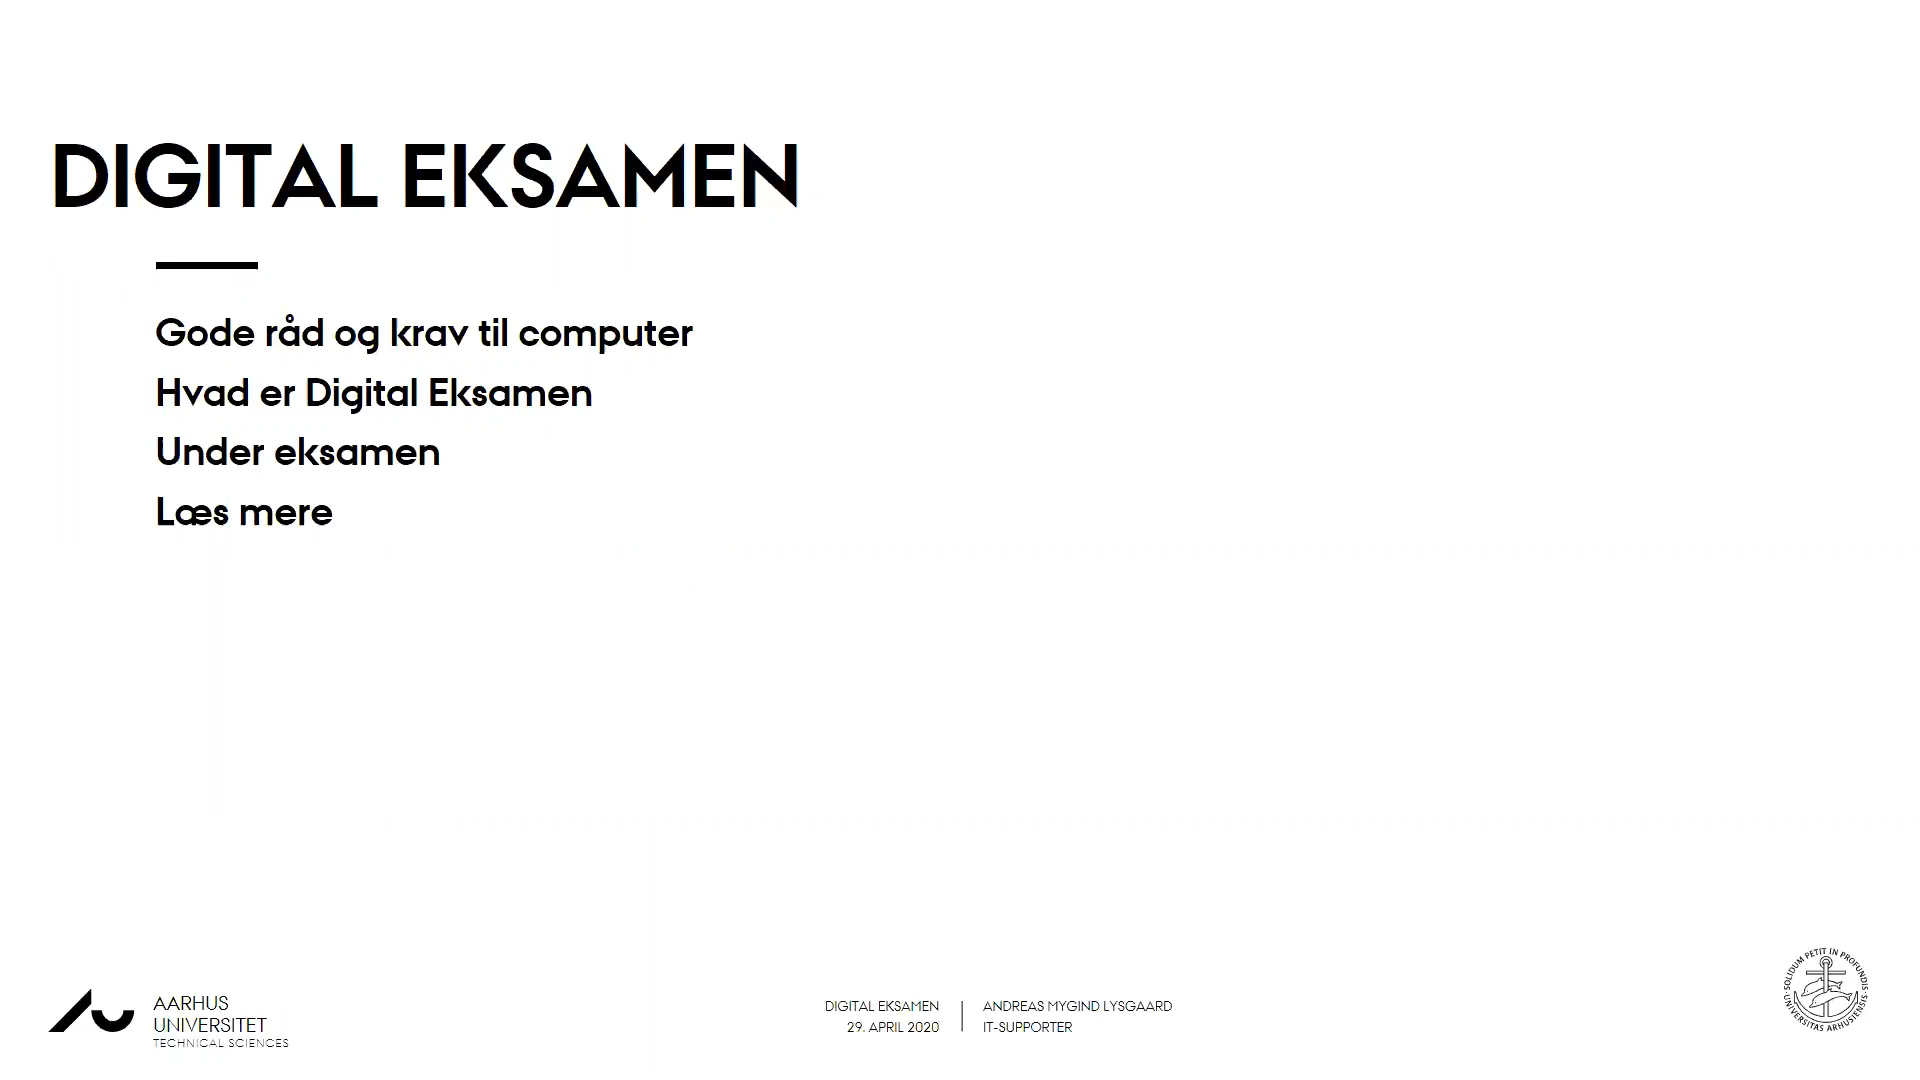 DIGITAL EKSAMEN
Gode råd og krav til computer
Hvad er Digital Eksamen
Under eksamen
Læs mere
AARHUS
UNIVERSITET
TECHNICAL SCIENCES
DIGITAL EKSAMEN
29. APRIL 2020
ANDREAS MYGIND LYSGAARD
IT-SUPPORTER
SOLIDUM PETIT IN PROFUNDIS
UNIVERSITAS ARHUSIENSIS